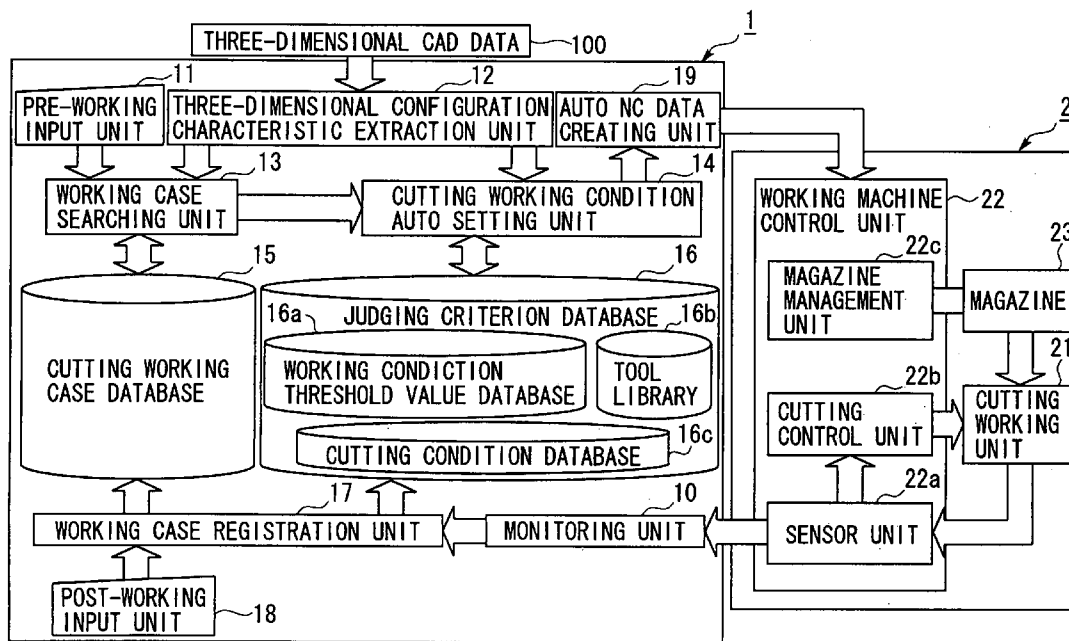 1
THREE-DIMENSIONAL CAD DATA
100
11
12
19
PRE-WORKING
INPUT UNIT
THREE-DIMENSIONAL CONFIGURATION
CHARACTERISTIC EXTRACTION UNIT
AUTO NC DATA
CREATING UNIT
2
13
14
WORKING CASE
SEARCHING UNIT
CUTTING WORKING CONDITION
AUTO SETTING UNIT
WORKING MACHINE
CONTROL UNIT
22
15
16
22c
23
MAGAZINE
MANAGEMENT
UNIT
MAGAZINE
16a
JUDGING CRITERION DATABASE
16b
CUTTING WORKING
CASE DATABASE
WORKING CONDICTION
THRESHOLD VALUE DATABASE
TOOL
LIBRARY
21
22b
CUTTING
CONTROL UNIT
CUTTING
WORKING
UNIT
16c
CUTTING CONDITION DATABASE
17
10
22a
WORKING CASE REGISTRATION UNIT
MONITORING UNIT
SENSOR UNIT
POST-WORKING
INPUT UNIT
18